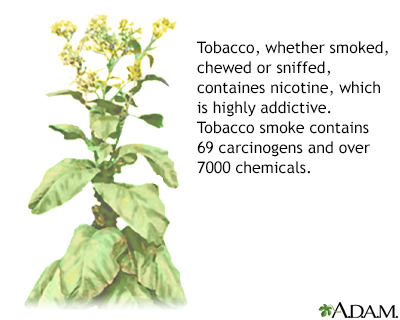 Tobacco, whether smoked,
chewed or sniffed,
containes nicotine, which
is highly addictive.
Tobacco smoke contains
69 carcinogens and over
7000 chemicals.
A.D.A.M.